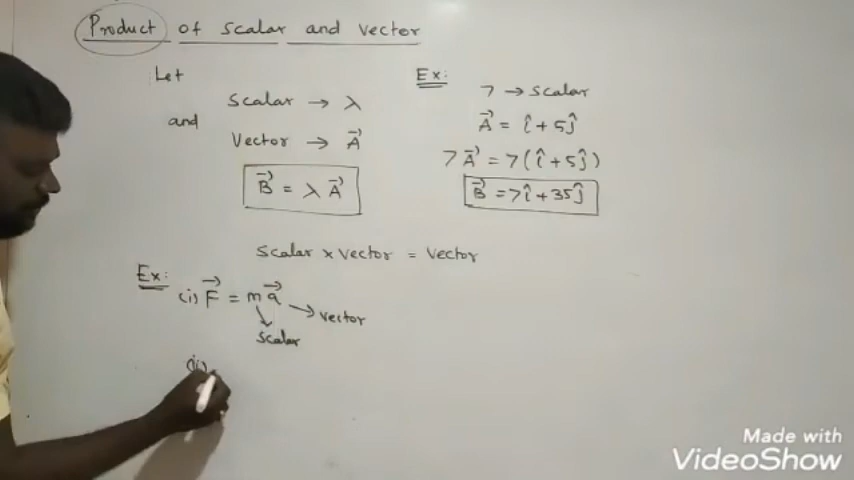 Product of scalar and vector
Let
scalar → λ
and
vector → A⃗
B⃗ = λ A⃗
Ex:
7 → scalar
A⃗ = î + 5ĵ
7 A⃗ = 7(î + 5ĵ)
B⃗ = 7î + 35ĵ
scalar × vector = vector
Ex:
(i) F⃗ = m a⃗ → vector
scalar
(ii)
Made with
VideoShow